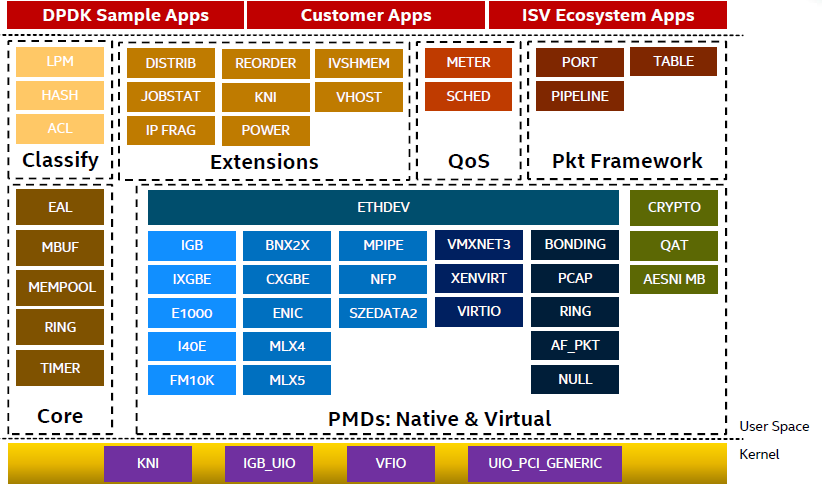 DPDK Sample Apps
Customer Apps
ISV Ecosystem Apps
LPM
HASH
ACL
Classify
DISTRIB
REORDER
IVSHMEM
JOBSTAT
KNI
VHOST
IP FRAG
POWER
Extensions
METER
SCHED
QoS
PORT
TABLE
PIPELINE
Pkt Framework
EAL
MBUF
MEMPOOL
RING
TIMER
Core
ETHDEV
CRYPTO
IGB
BNX2X
MPIPE
VMXNET3
BONDING
QAT
IXGBE
CXGBE
NFP
XENVIRT
PCAP
AESNI MB
E1000
ENIC
SZEDATA2
VIRTIO
RING
I40E
MLX4
AF_PKT
FM10K
MLX5
NULL
PMDs: Native & Virtual
User Space
Kernel
KNI
IGB_UIO
VFIO
UIO_PCI_GENERIC